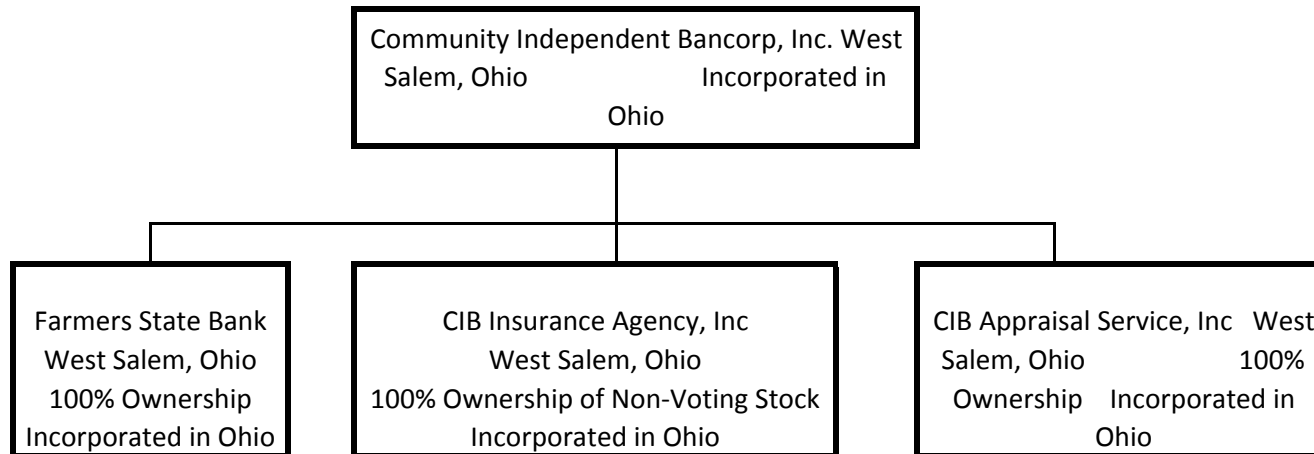 Community Independent Bancorp, Inc. West
Salem, Ohio Incorporated in
Ohio
Farmers State Bank
West Salem, Ohio
100% Ownership
Incorporated in Ohio
CIB Insurance Agency, Inc
West Salem, Ohio
100% Ownership of Non-Voting Stock
Incorporated in Ohio
CIB Appraisal Service, Inc West
Salem, Ohio 100%
Ownership Incorporated in
Ohio